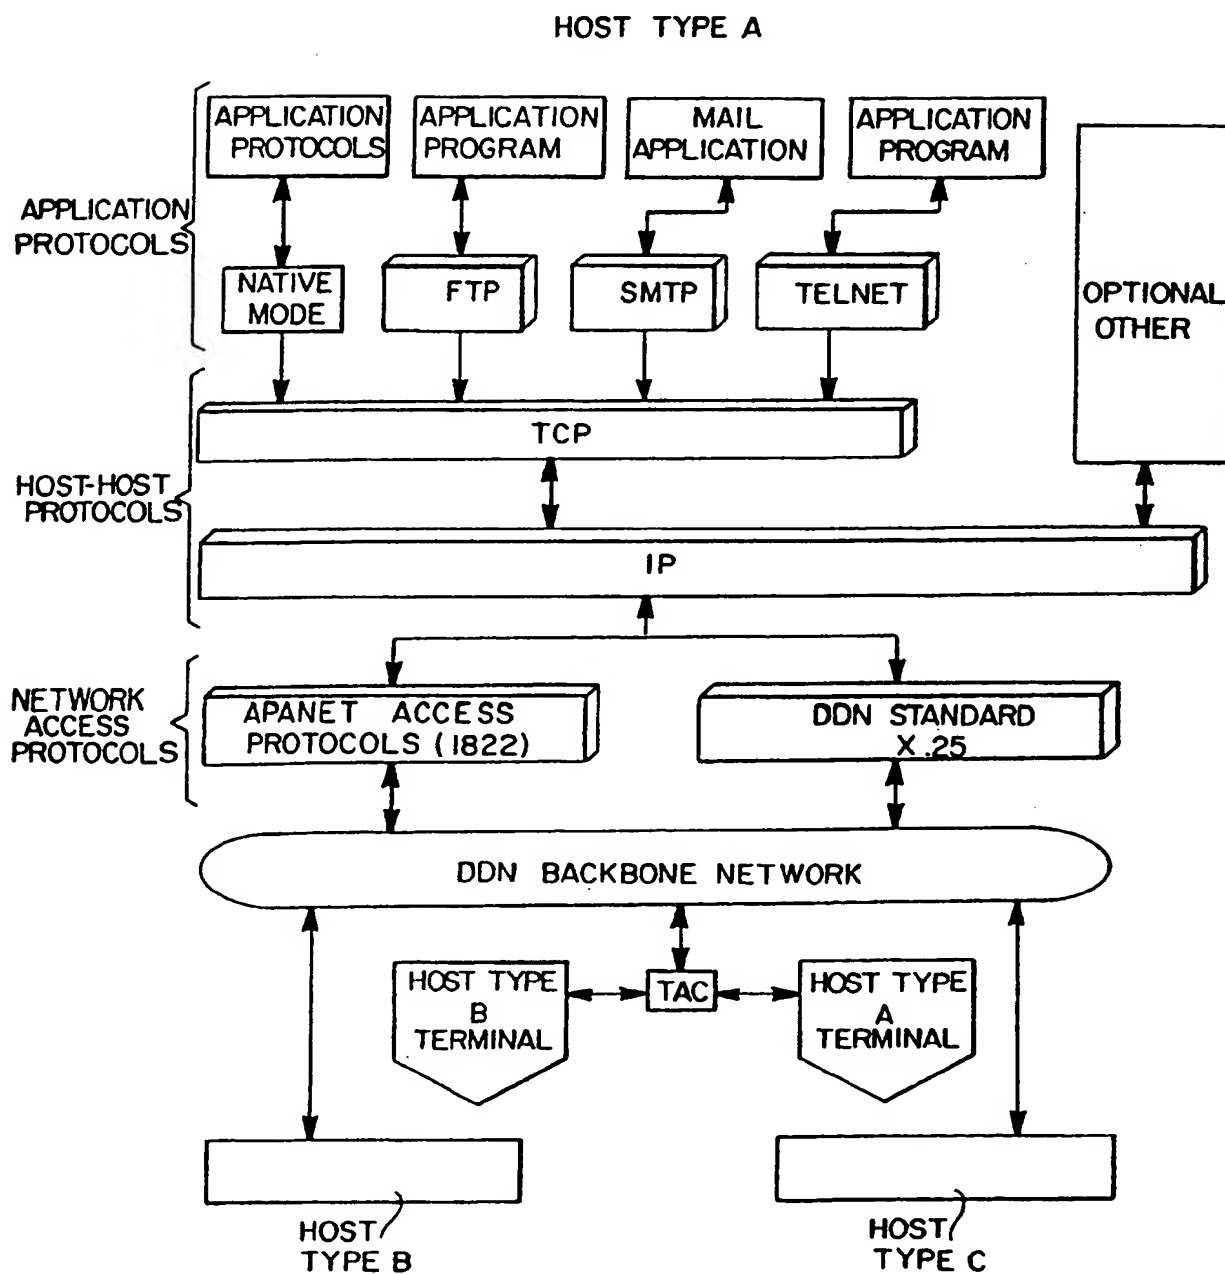 HOST TYPE A
APPLICATION
PROTOCOLS
APPLICATION
PROGRAM
MAIL
APPLICATION
APPLICATION
PROGRAM
APPLICATION
PROTOCOLS
NATIVE
MODE
FTP
SMTP
TELNET
OPTIONAL
OTHER
TCP
HOST-HOST
PROTOCOLS
IP
NETWORK
ACCESS
PROTOCOLS
APANET ACCESS
PROTOCOLS (1822)
DDN STANDARD
X.25
DDN BACKBONE NETWORK
HOST TYPE
B
TERMINAL
TAC
HOST TYPE
A
TERMINAL
HOST
TYPE B
HOST
TYPE C